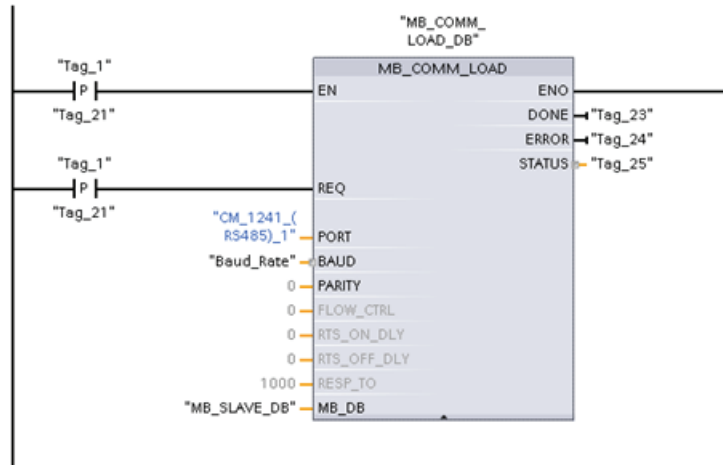 "MB_COMM_
LOAD_DB"
"Tag_1"
MB_COMM_LOAD
P
EN
ENO
"Tag_21"
DONE
"Tag_23"
ERROR
"Tag_24"
"Tag_1"
STATUS
"Tag_25"
P
REQ
"Tag_21"
"CM_1241_(
RS485)_1"
PORT
"Baud_Rate"
BAUD
0
PARITY
0
FLOW_CTRL
0
RTS_ON_DLY
0
RTS_OFF_DLY
1000
RESP_TO
"MB_SLAVE_DB"
MB_DB